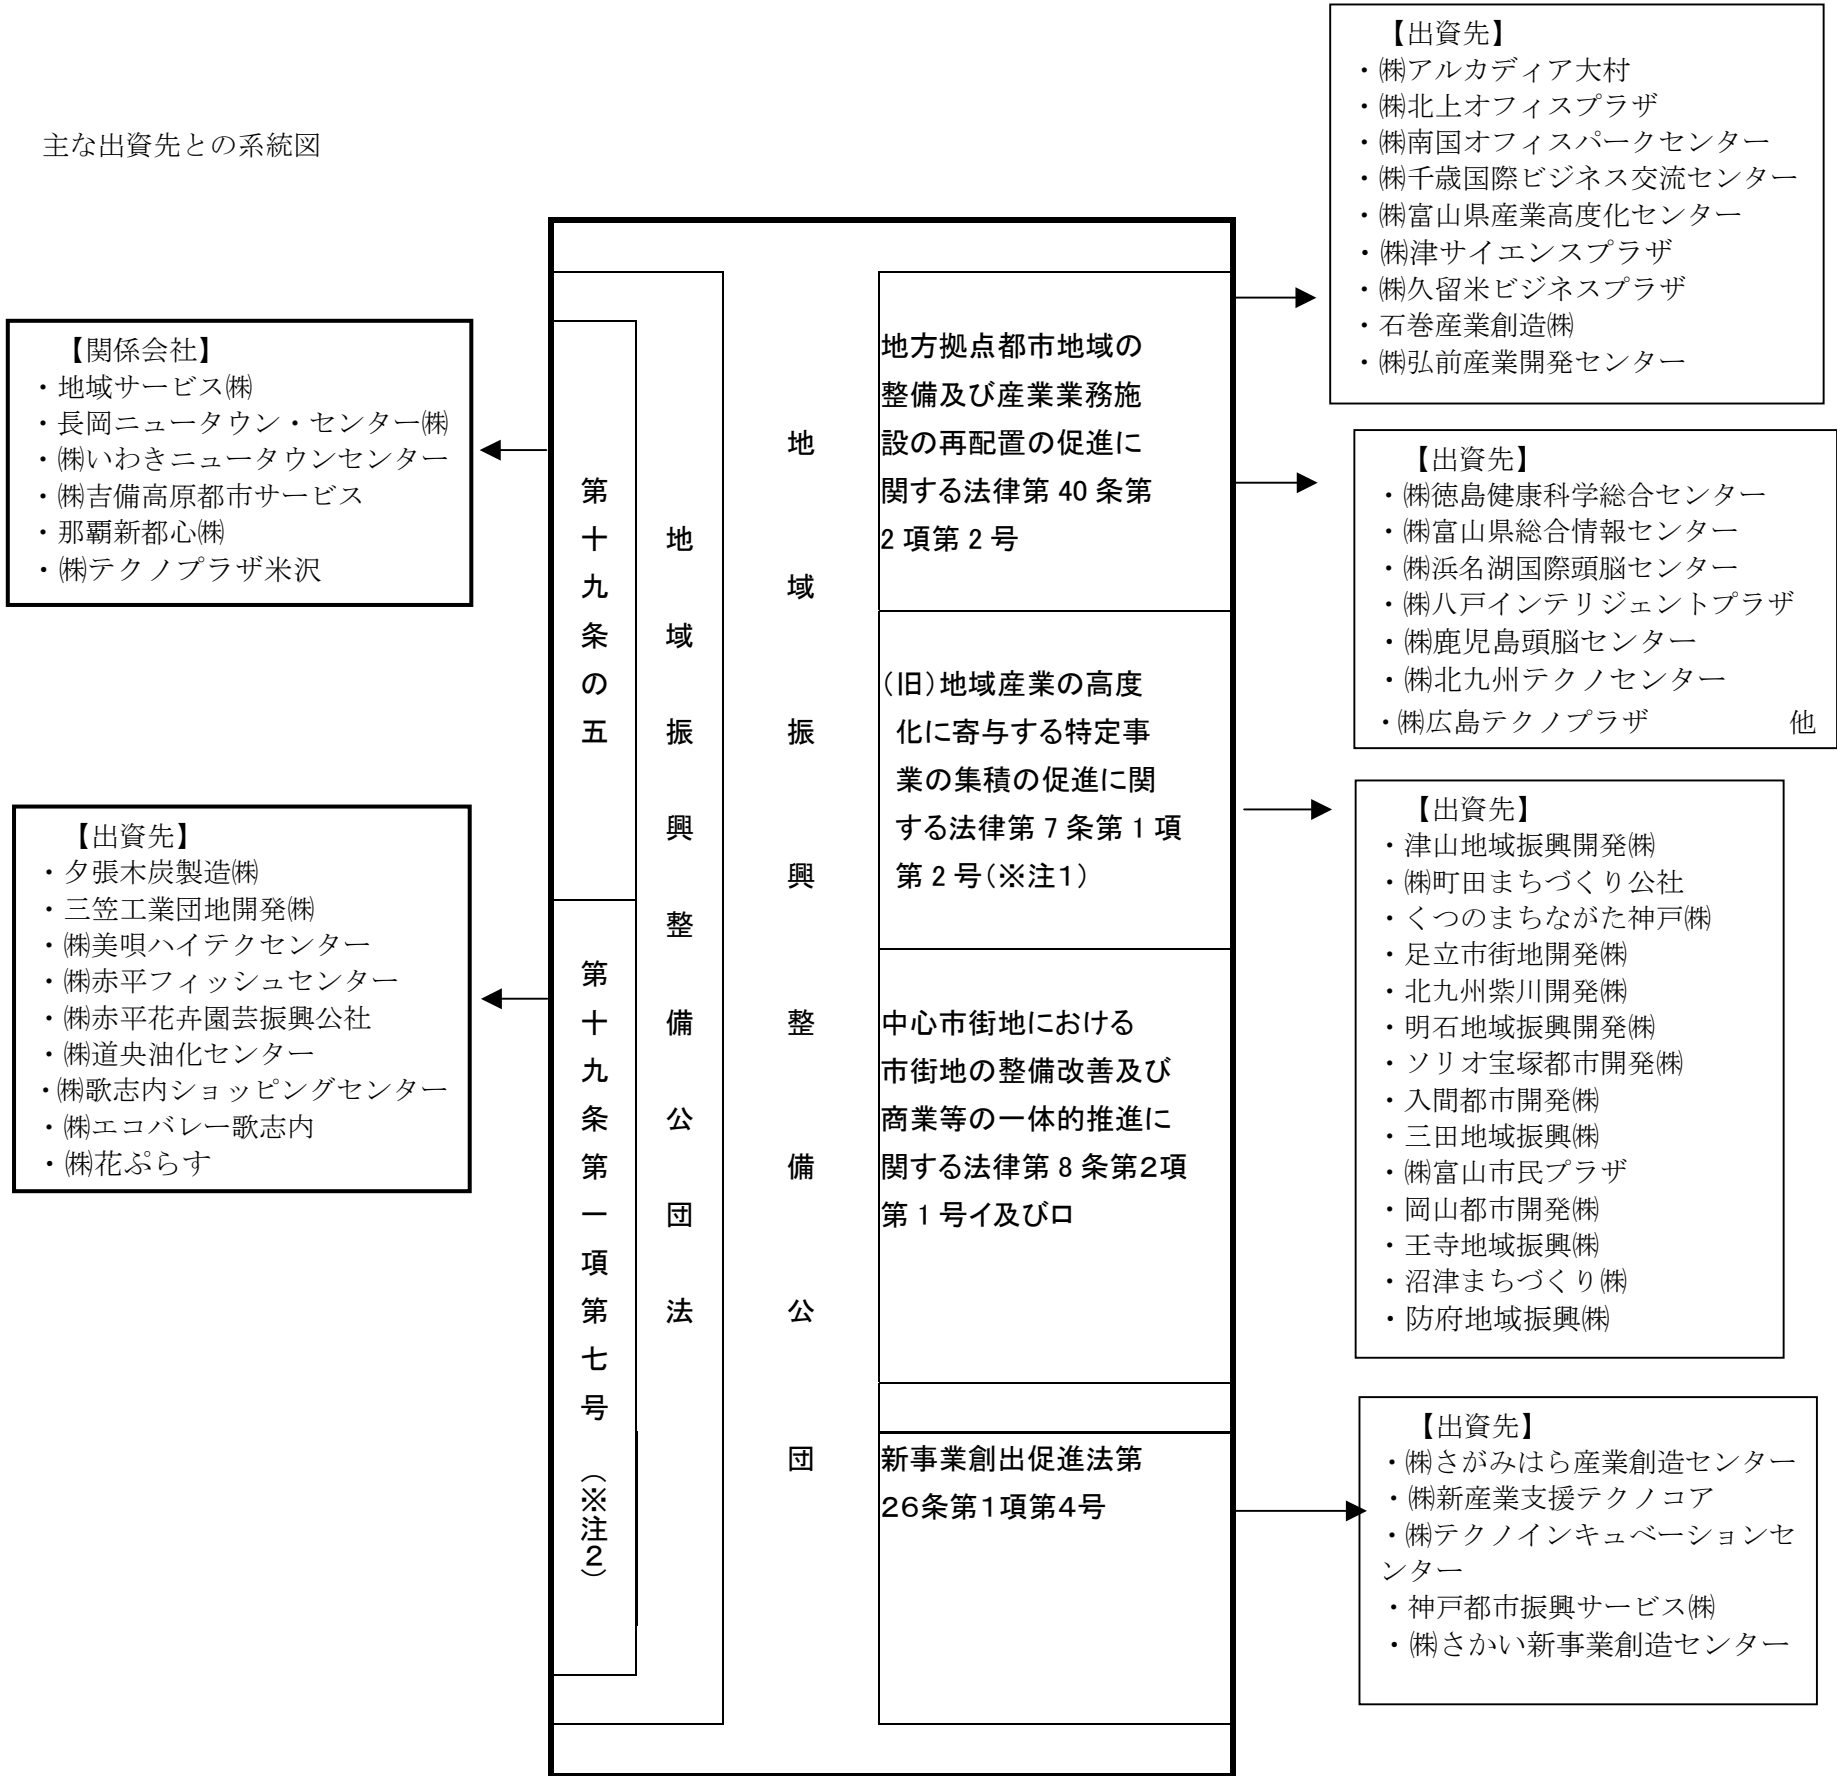 主な出資先との系統図
【関係会社】
・地域サービス㈱
・長岡ニュータウン・センター㈱
・㈱いわきニュータウンセンター
・㈱吉備高原都市サービス
・那覇新都心㈱
・㈱テクノプラザ米沢
【出資先】
・夕張木炭製造㈱
・三笠工業団地開発㈱
・㈱美唄ハイテクセンター
・㈱赤平フィッシュセンター
・㈱赤平花卉園芸振興公社
・㈱道央油化センター
・㈱歌志内ショッピングセンター
・㈱エコバレー歌志内
・㈱花ぷらす
第十九条の五
第十九条第一項第七号（※注２）
地域振興整備公団法
地域振興整備公団
地方拠点都市地域の
整備及び産業業務施
設の再配置の促進に
関する法律第 40 条第
2 項第 2 号
（旧）地域産業の高度
化に寄与する特定事
業の集積の促進に関
する法律第 7 条第 1 項
第 2 号（※注１）
中心市街地における
市街地の整備改善及び
商業等の一体的推進に
関する法律第 8 条第２項
第 1 号イ及びロ
新事業創出促進法第
２６条第１項第４号
【出資先】
・㈱アルカディア大村
・㈱北上オフィスプラザ
・㈱南国オフィスパークセンター
・㈱千歳国際ビジネス交流センター
・㈱富山県産業高度化センター
・㈱津サイエンスプラザ
・㈱久留米ビジネスプラザ
・石巻産業創造㈱
・㈱弘前産業開発センター
【出資先】
・㈱徳島健康科学総合センター
・㈱富山県総合情報センター
・㈱浜名湖国際頭脳センター
・㈱八戸インテリジェントプラザ
・㈱鹿児島頭脳センター
・㈱北九州テクノセンター
・㈱広島テクノプラザ　　　　　他
【出資先】
・津山地域振興開発㈱
・㈱町田まちづくり公社
・くつのまちながた神戸㈱
・足立市街地開発㈱
・北九州紫川開発㈱
・明石地域振興開発㈱
・ソリオ宝塚都市開発㈱
・入間都市開発㈱
・三田地域振興㈱
・㈱富山市民プラザ
・岡山都市開発㈱
・王寺地域振興㈱
・沼津まちづくり㈱
・防府地域振興㈱
【出資先】
・㈱さがみはら産業創造センター
・㈱新産業支援テクノコア
・㈱テクノインキュベーションセ
ンター
・神戸都市振興サービス㈱
・㈱さかい新事業創造センター